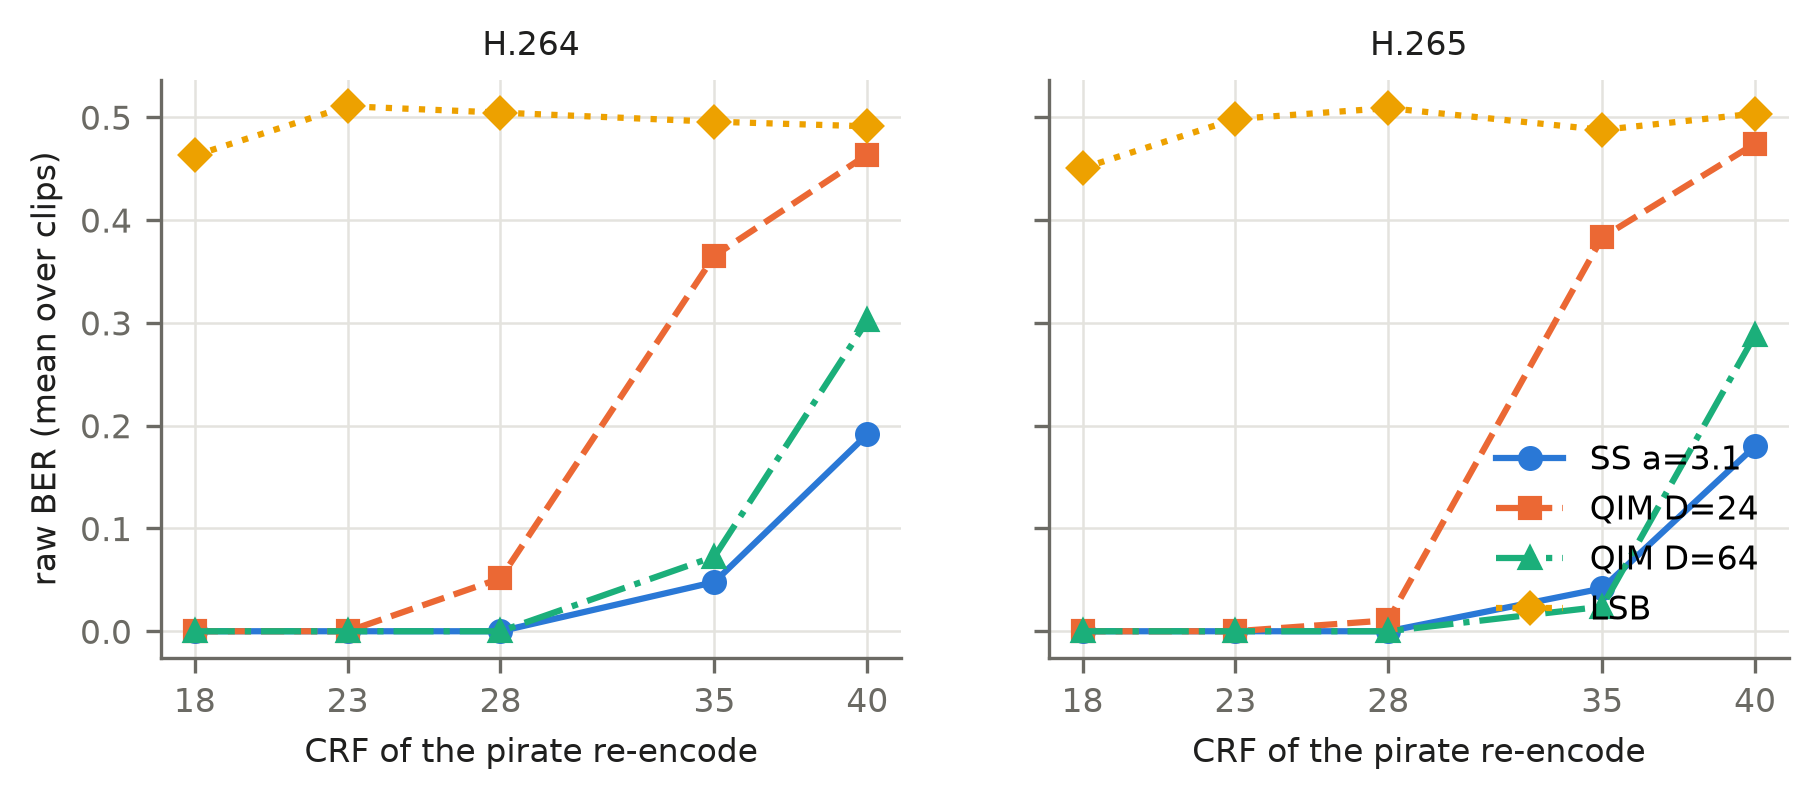 H.264
H.265
raw BER (mean over clips)
0.5
0.4
0.3
0.2
0.1
0.0
18 23 28 35 40
CRF of the pirate re-encode
SS a=3.1
QIM D=24
QIM D=64
LSB
18 23 28 35 40
CRF of the pirate re-encode